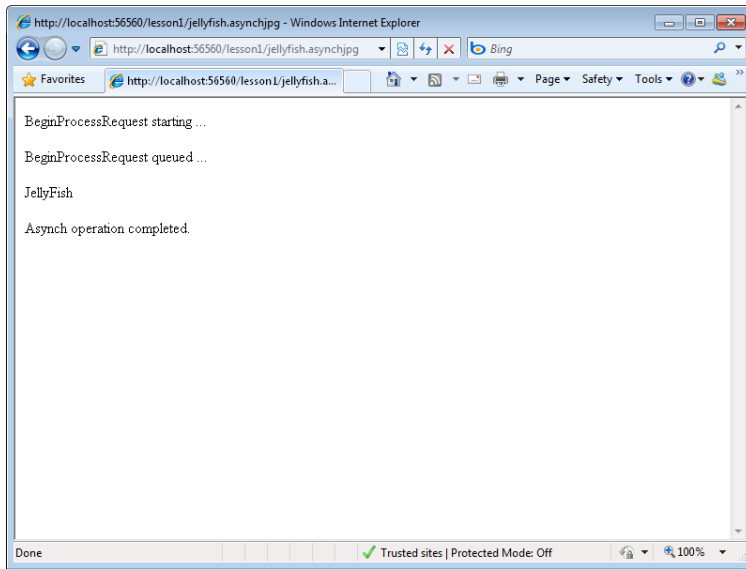 http://localhost:56560/lesson1/jellyfish.asynchjpg - Windows Internet Explorer
http://localhost:56560/lesson1/jellyfish.asynchjpg
Bing
Favorites
http://localhost:56560/lesson1/jellyfish.a...
Page
Safety
Tools
BeginProcessRequest starting ...
BeginProcessRequest queued ...
JellyFish
Asynch operation completed.
Done
Trusted sites | Protected Mode: Off
100%